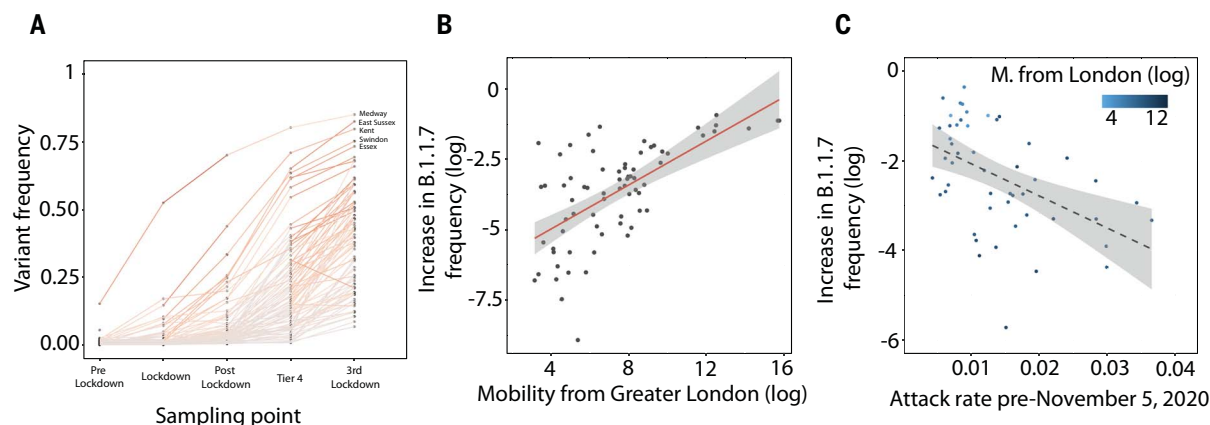 A
Variant frequency
1
0.75
0.50
0.25
0.00
Medway
East Sussex
Kent
Swindon
Essex
Pre
Lockdown
Lockdown
Post
Lockdown
Tier 4
3rd
Lockdown
Sampling point
B
Increase in B.1.1.7
frequency (log)
0
-2.5
-5
-7.5
4
8
12
16
Mobility from Greater London (log)
C
Increase in B.1.1.7
frequency (log)
0
-2
-4
-6
M. from London (log)
4 12
0.01
0.02
0.03
0.04
Attack rate pre-November 5, 2020